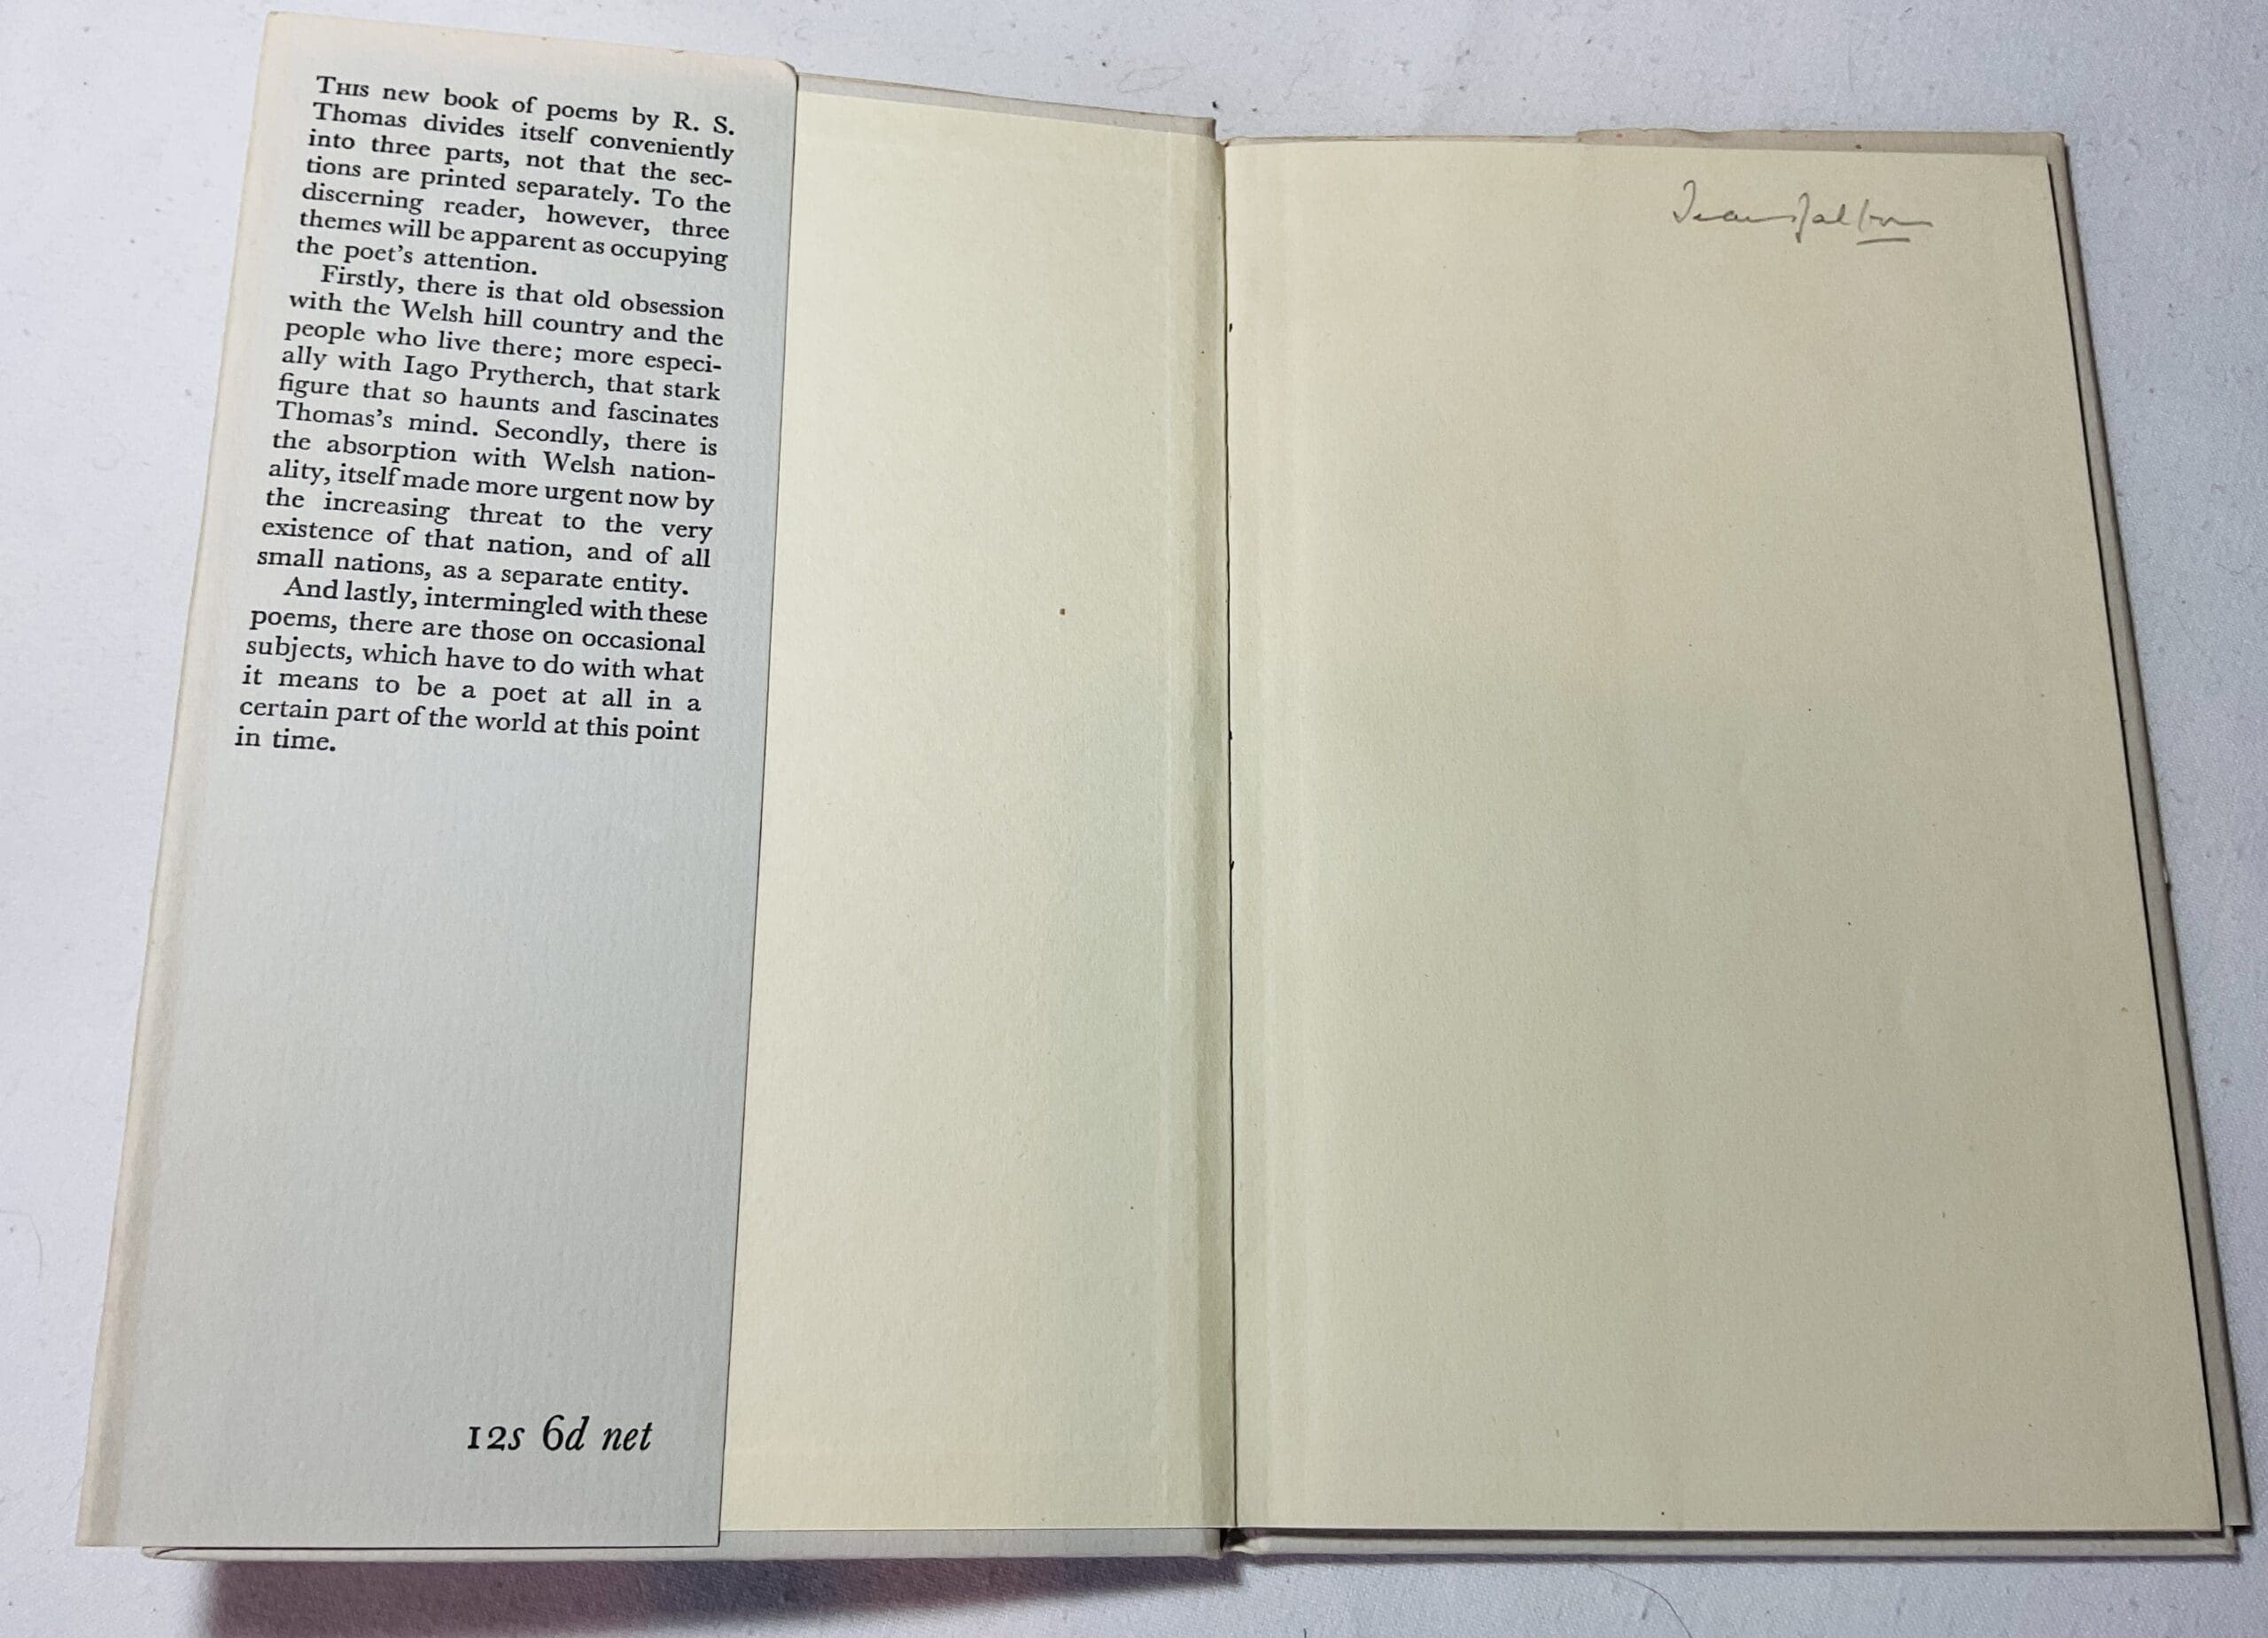 THIS new book of poems by R. S.
Thomas divides itself conveniently
into three parts, not that the sec-
tions are printed separately. To the
discerning reader, however, three
themes will be apparent as occupying
the poet's attention.
Firstly, there is that old obsession
with the Welsh hill country and the
people who live there; more especi-
ally with Iago Prytherch, that stark
figure that so haunts and fascinates
Thomas's mind. Secondly, there is
the absorption with Welsh nation-
ality, itself made more urgent now by
the increasing threat to the very
existence of that nation, and of all
small nations, as a separate entity.
And lastly, intermingled with these
poems, there are those on occasional
subjects, which have to do with what
it means to be a poet at all in a
certain part of the world at this point
in time.
12s 6d net